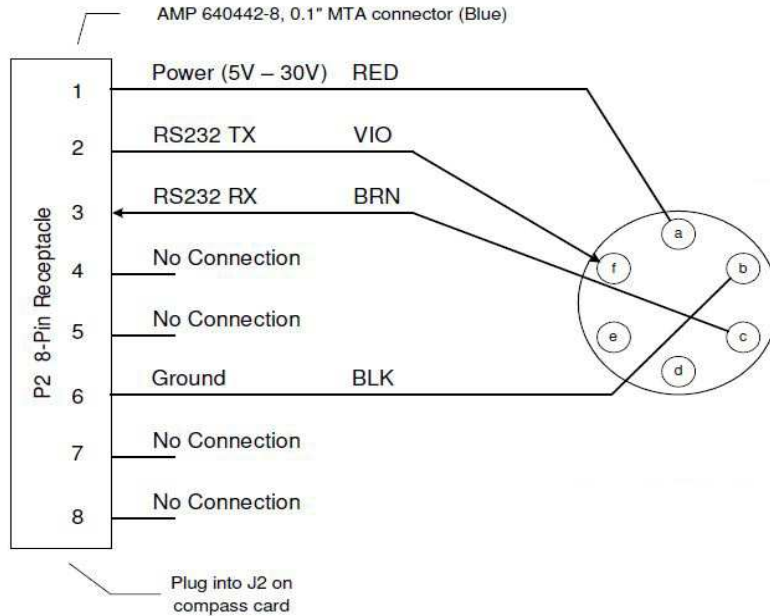 AMP 640442-8, 0.1" MTA connector (Blue)
P2 8-Pin Receptacle
1 Power (5V – 30V) RED
2 RS232 TX VIO
3 RS232 RX BRN
4 No Connection
5 No Connection
6 Ground BLK
7 No Connection
8 No Connection
a
f b
e c
d
Plug into J2 on
compass card